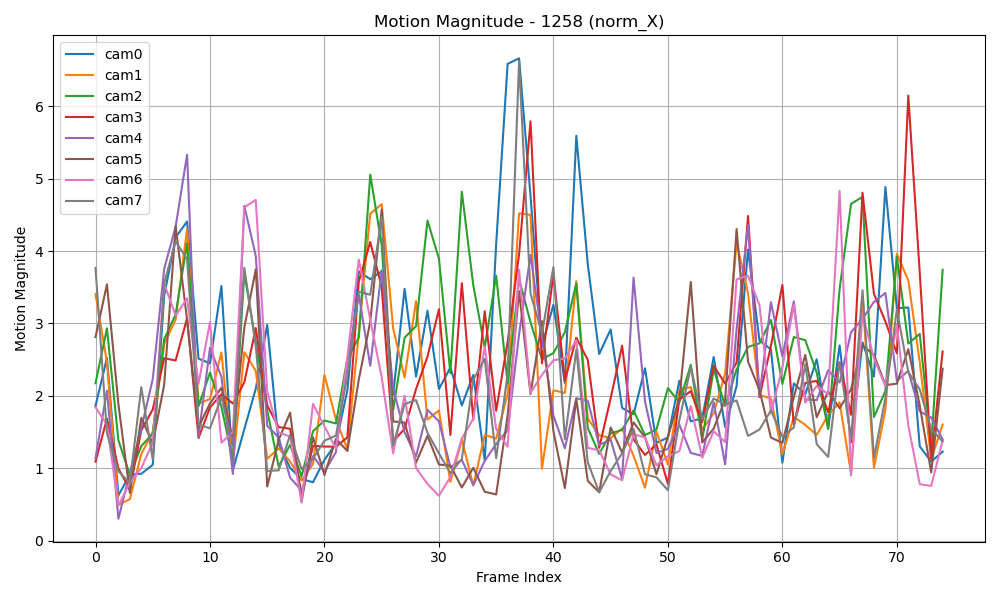 Motion Magnitude - 1258 (norm_X)
cam0
cam1
cam2
cam3
cam4
cam5
cam6
cam7
Motion Magnitude
6
5
4
3
2
1
0
0 10 20 30 40 50 60 70
Frame Index